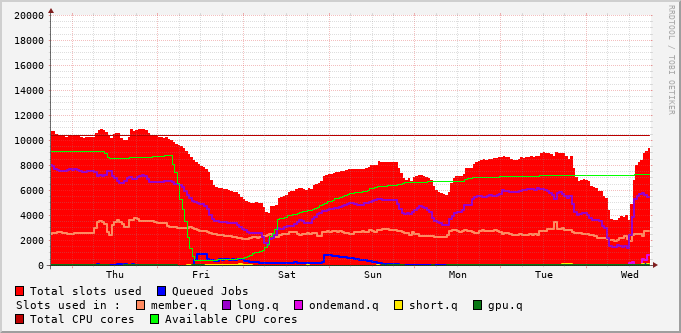 20000
18000
16000
14000
12000
10000
8000
6000
4000
2000
0
Thu Fri Sat Sun Mon Tue Wed
RRDTOOL / TOBI OETIKER
Total slots used Queued Jobs
Slots used in : member.q long.q ondemand.q short.q gpu.q
Total CPU cores Available CPU cores